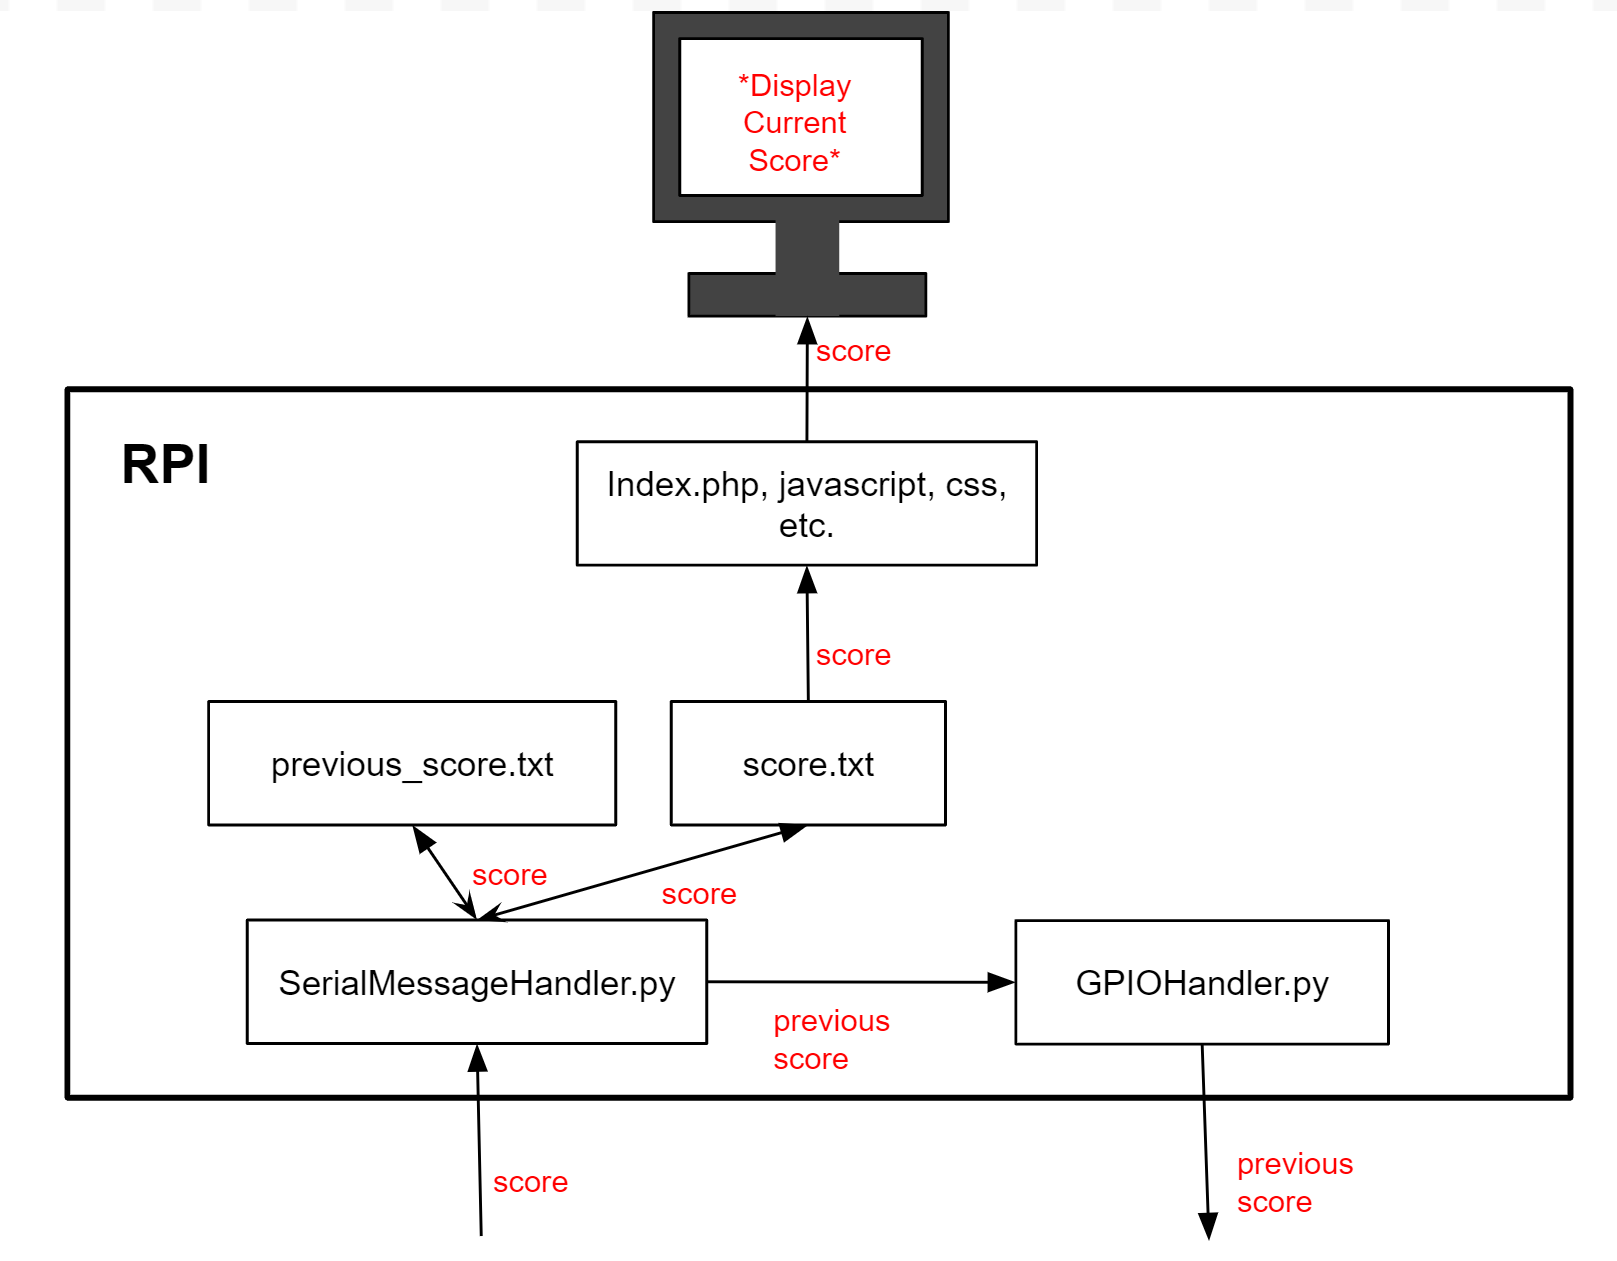 *Display
Current
Score*
score
RPI
Index.php, javascript, css,
etc.
score
previous_score.txt
score.txt
score
score
SerialMessageHandler.py
GPIOHandler.py
previous
score
score
previous
score